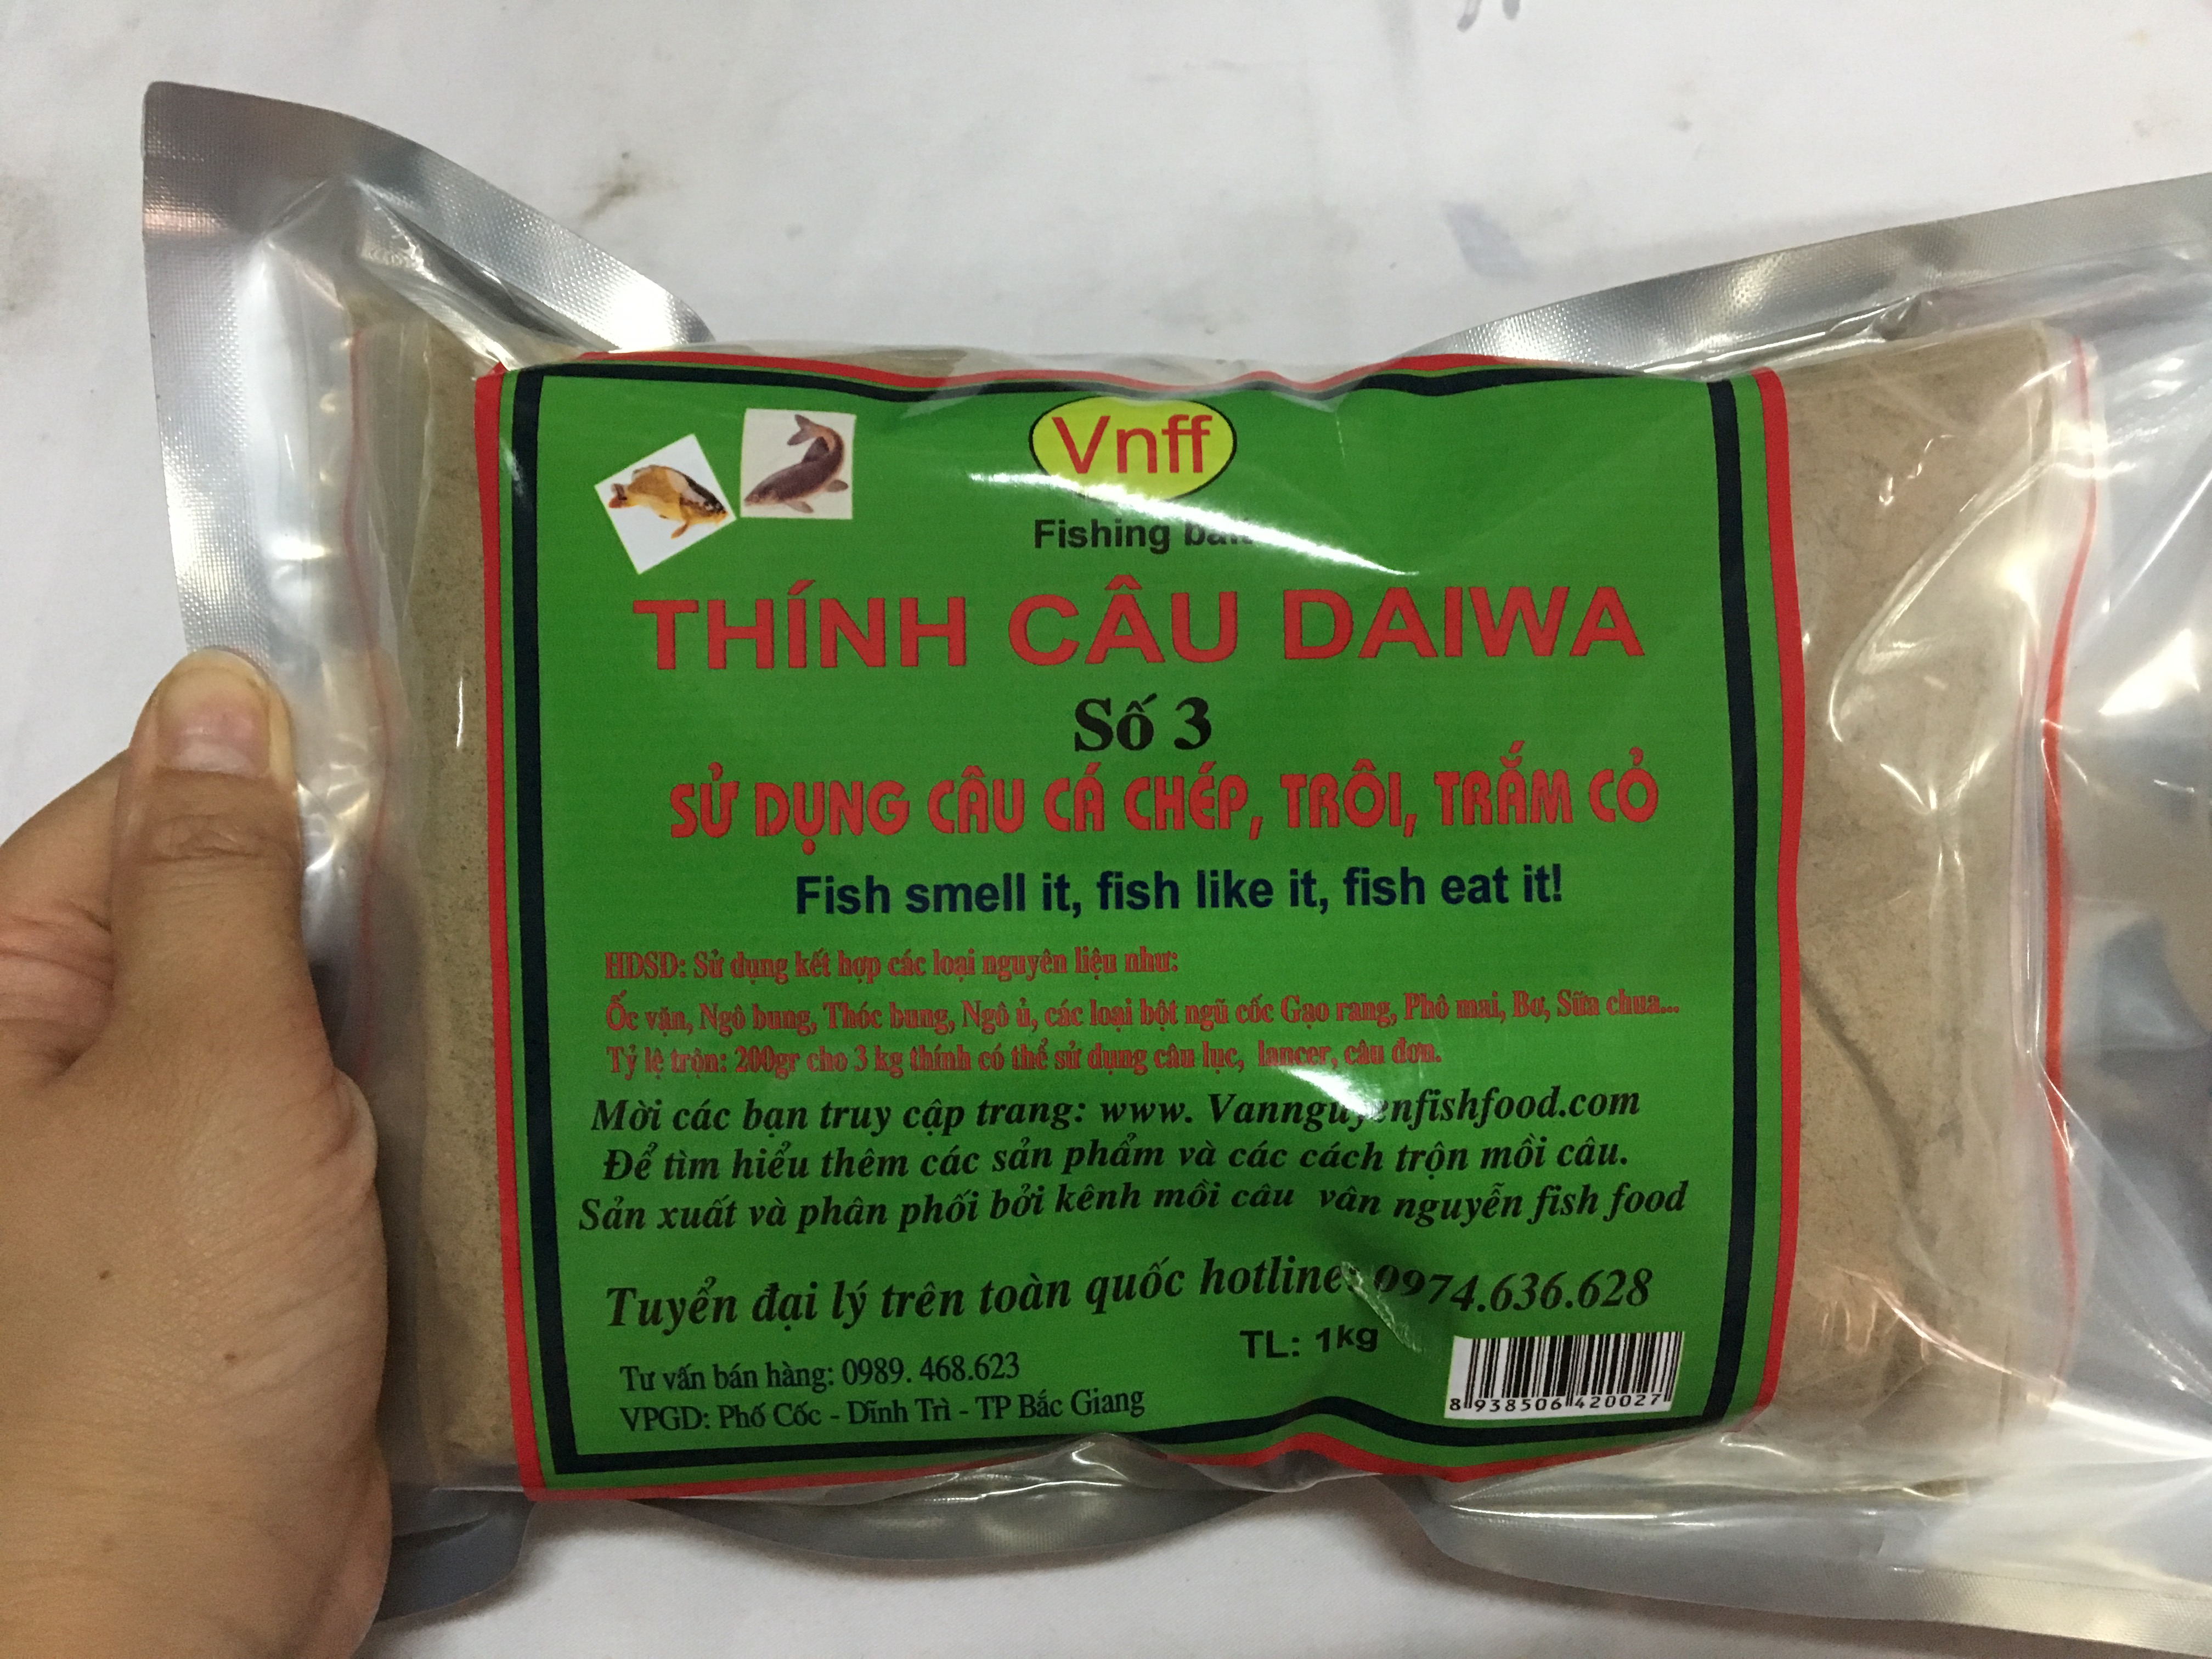 Vnff
Fishing bait
THÍNH CÂU DAIWA
Số 3
SỬ DỤNG CÂU CÁ CHÉP, TRÔI, TRẮM CỎ
Fish smell it, fish like it, fish eat it!
HDSD: Sử dụng kết hợp các loại nguyên liệu như:
Ốc vặn, Ngô bung, Thóc bung, Ngô ủ, các loại bột ngũ cốc Gạo rang, Phô mai, Bơ, Sữa chua...
Tỷ lệ trộn: 200gr cho 3 kg thính có thể sử dụng câu lục, lancer, câu đơn.
Mời các bạn truy cập trang: www. Vannguyenfishfood.com
Để tìm hiểu thêm các sản phẩm và các cách trộn mồi câu.
Sản xuất và phân phối bởi kênh mồi câu vân nguyễn fish food
Tuyển đại lý trên toàn quốc hotline: 0974.636.628
TL: 1kg
Tư vấn bán hàng: 0989. 468.623
VPGD: Phố Cốc - Dĩnh Trì - TP Bắc Giang
8 938506 420027